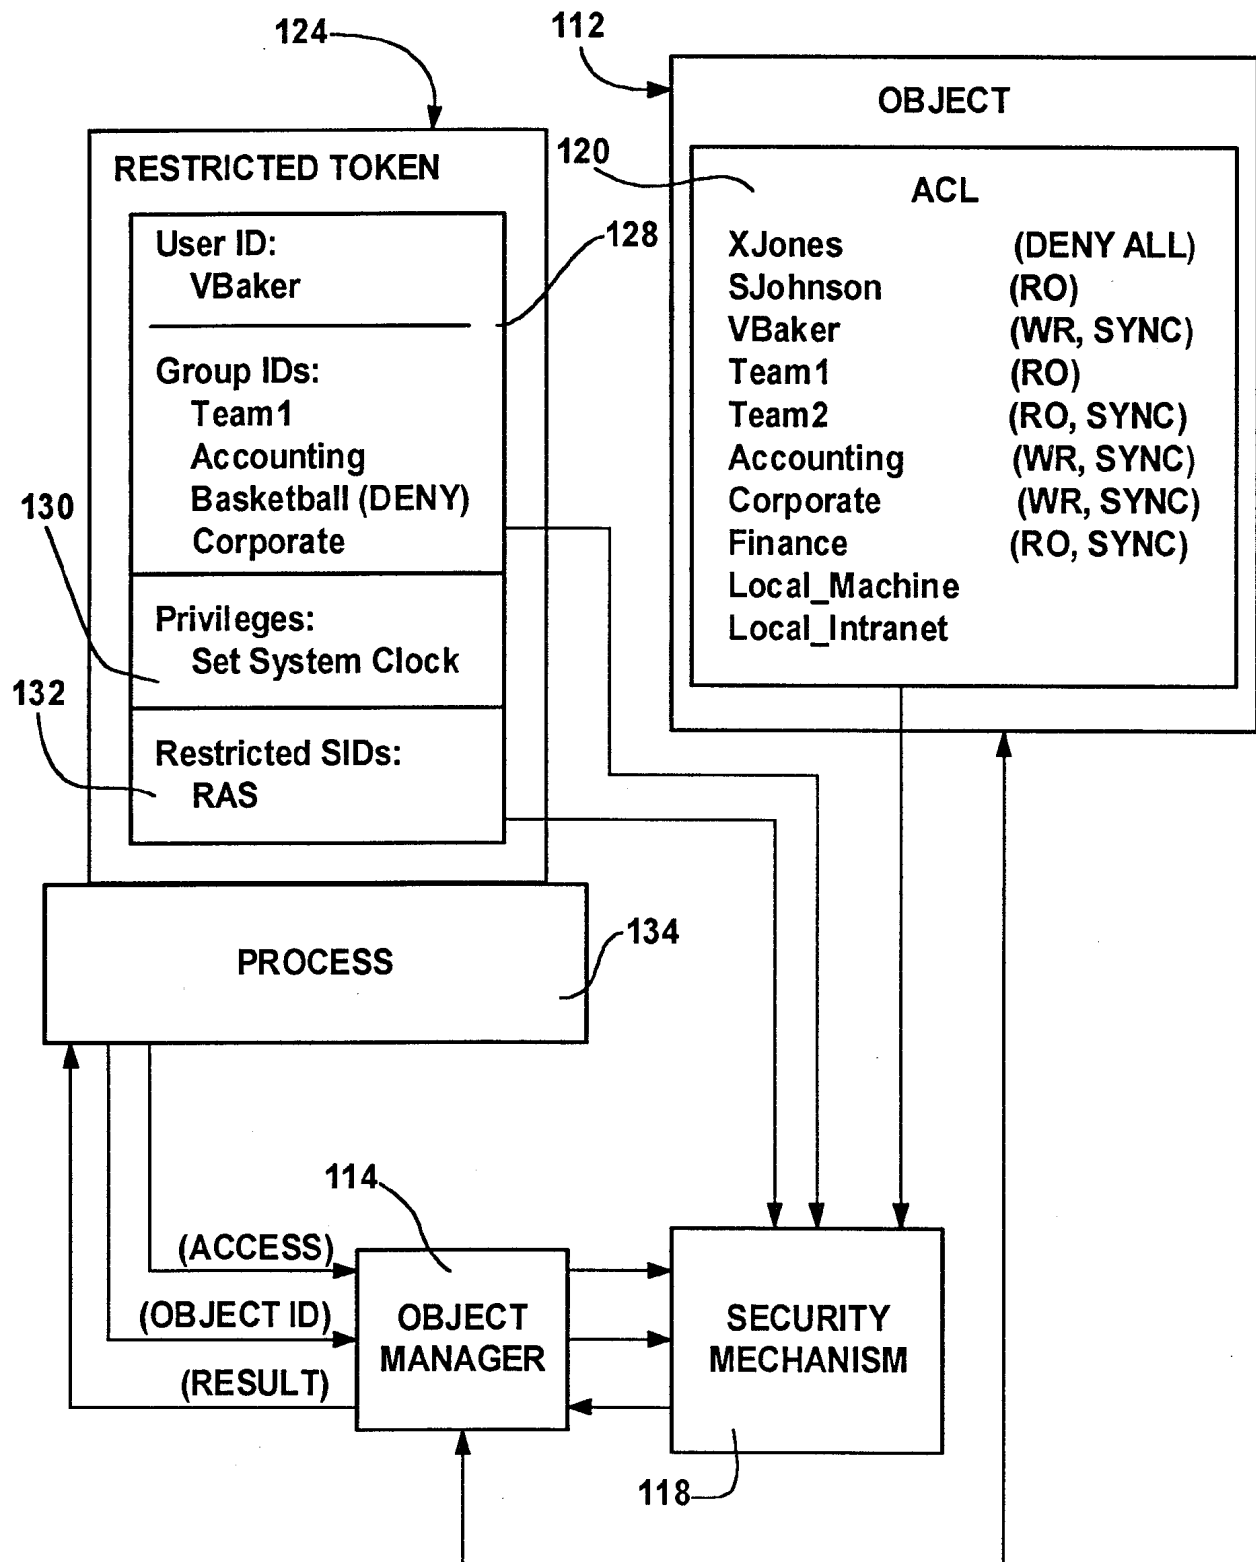 124
112
OBJECT
RESTRICTED TOKEN
120
ACL
User ID:
VBaker
128
XJones (DENY ALL)
SJohnson (RO)
VBaker (WR, SYNC)
Team1 (RO)
Team2 (RO, SYNC)
Accounting (WR, SYNC)
Corporate (WR, SYNC)
Finance (RO, SYNC)
Local_Machine
Local_Intranet
Group IDs:
Team1
Accounting
Basketball (DENY)
Corporate
130
Privileges:
Set System Clock
132
Restricted SIDs:
RAS
PROCESS
134
114
(ACCESS)
(OBJECT ID)
(RESULT)
OBJECT
MANAGER
SECURITY
MECHANISM
118